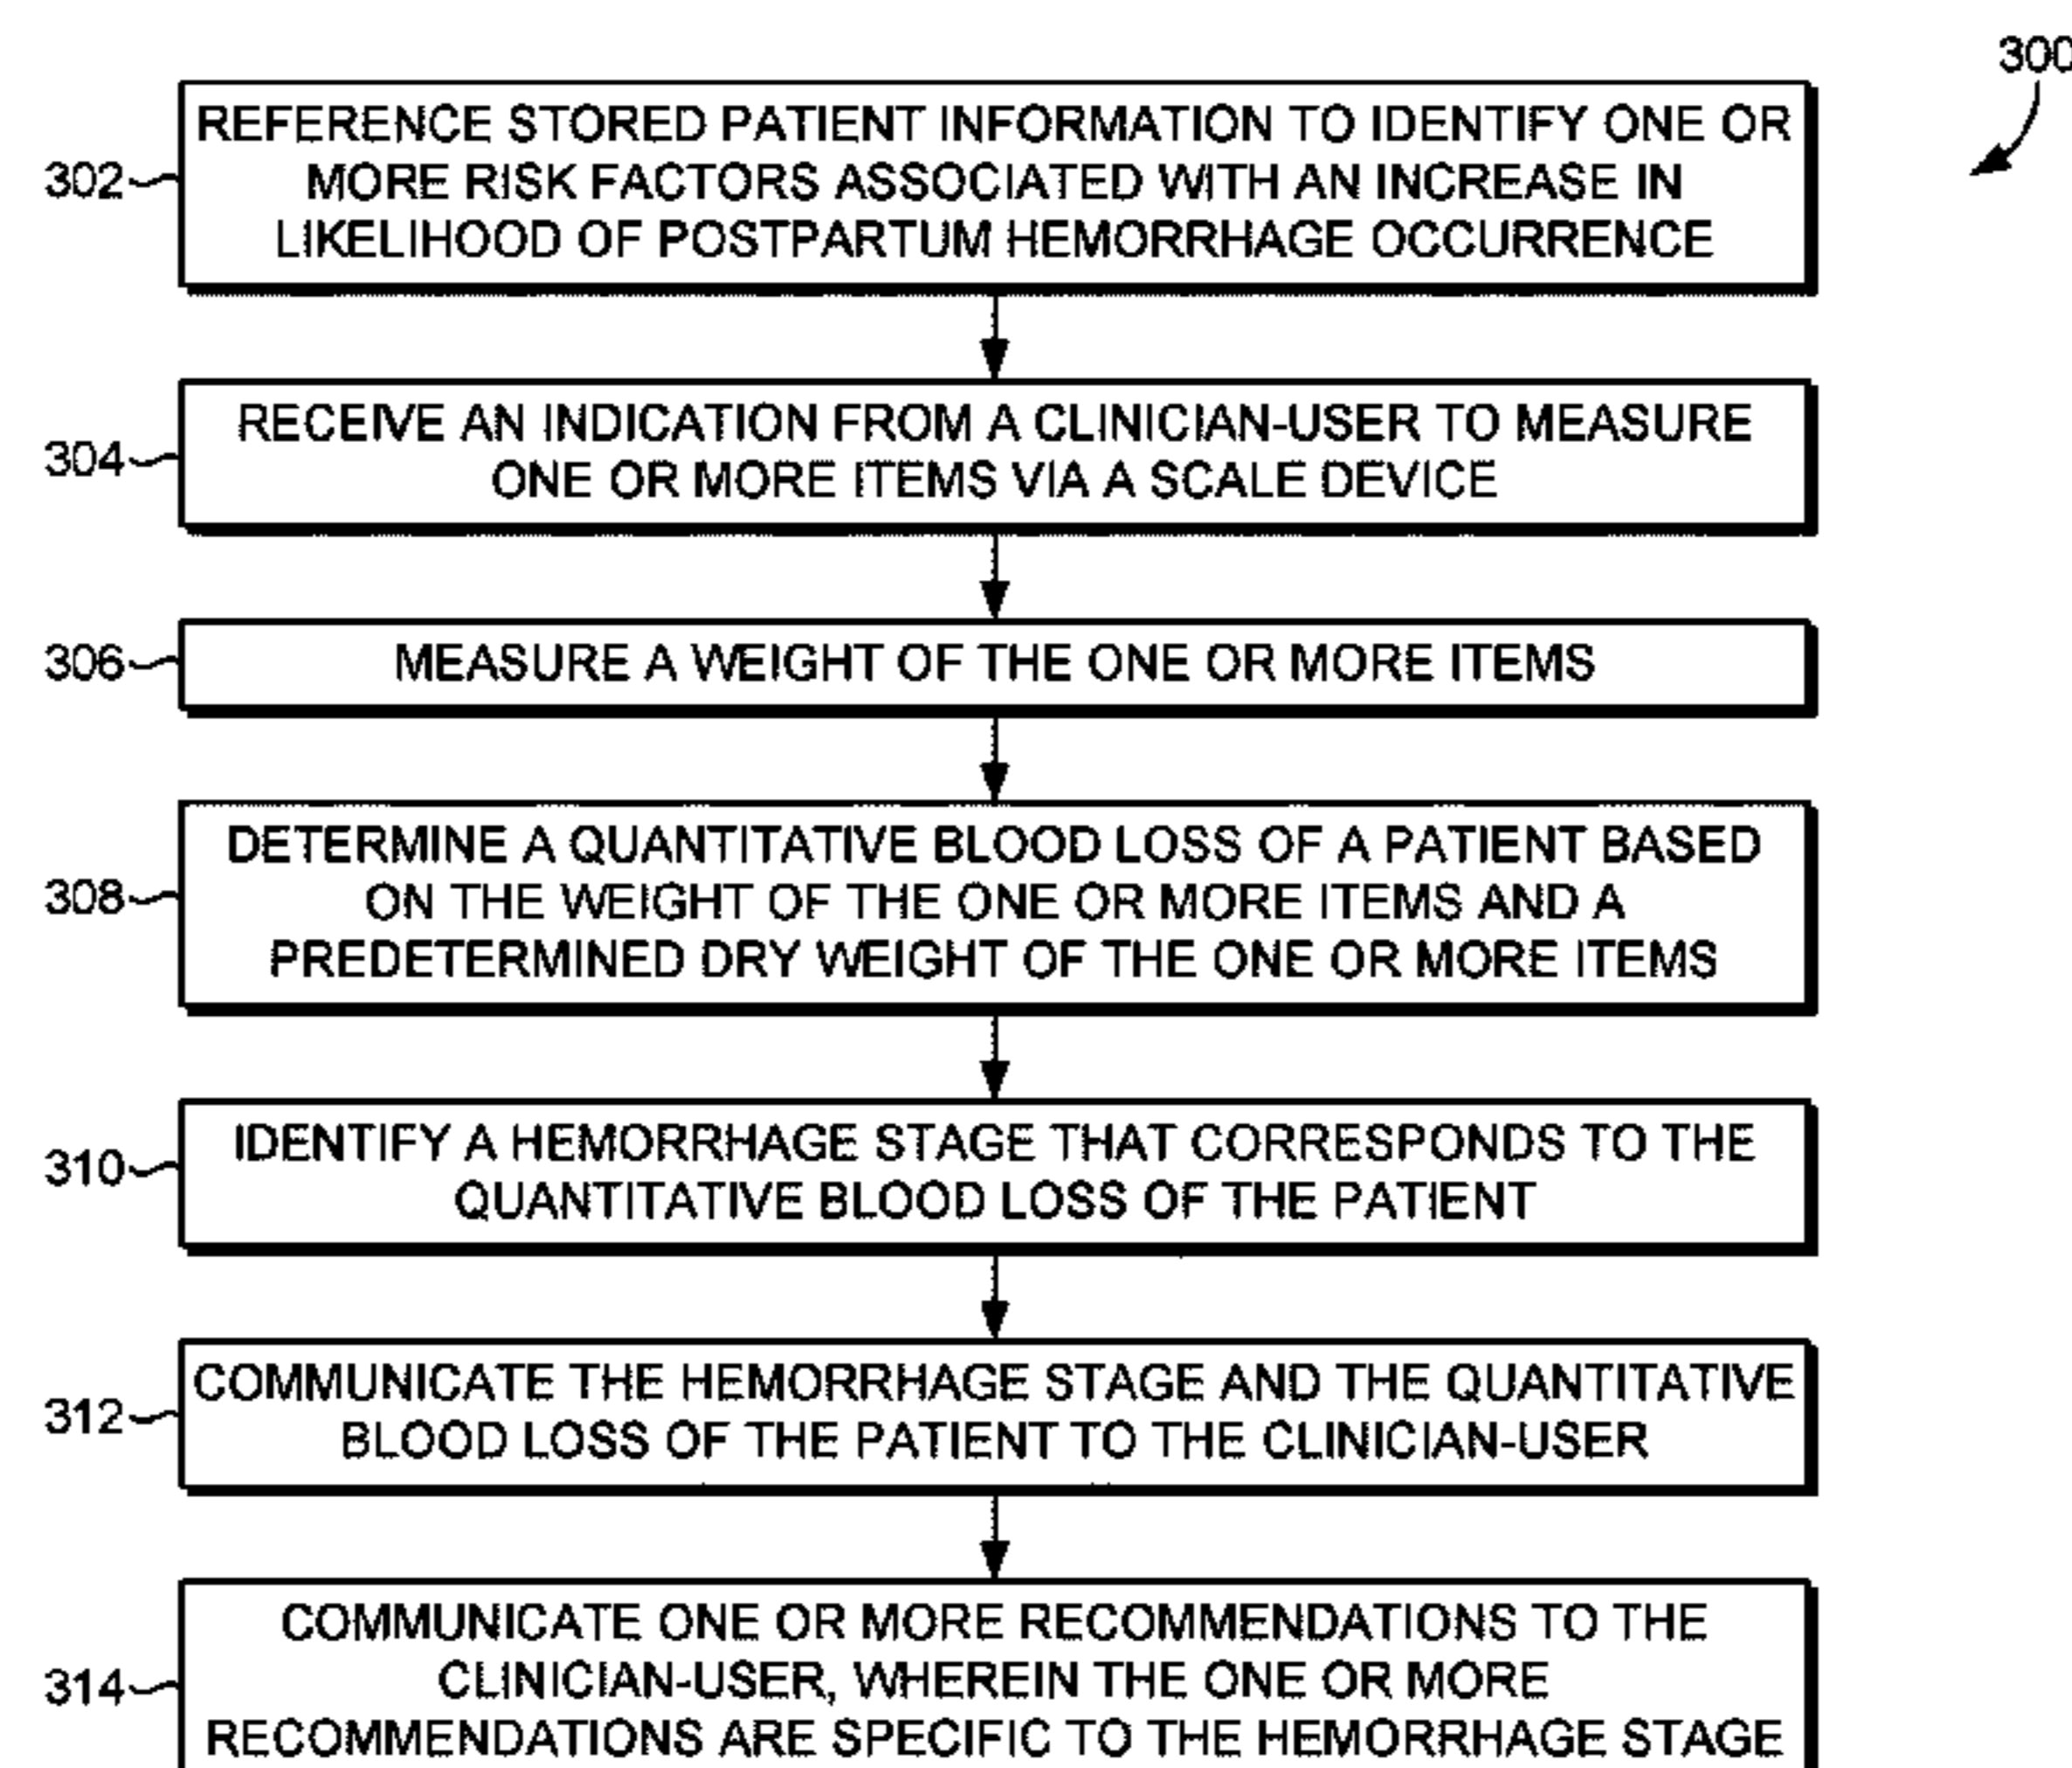 300
REFERENCE STORED PATIENT INFORMATION TO IDENTIFY ONE OR
MORE RISK FACTORS ASSOCIATED WITH AN INCREASE IN
LIKELIHOOD OF POSTPARTUM HEMORRHAGE OCCURRENCE
302
RECEIVE AN INDICATION FROM A CLINICIAN-USER TO MEASURE
ONE OR MORE ITEMS VIA A SCALE DEVICE
304
MEASURE A WEIGHT OF THE ONE OR MORE ITEMS
306
DETERMINE A QUANTITATIVE BLOOD LOSS OF A PATIENT BASED
ON THE WEIGHT OF THE ONE OR MORE ITEMS AND A
PREDETERMINED DRY WEIGHT OF THE ONE OR MORE ITEMS
308
IDENTIFY A HEMORRHAGE STAGE THAT CORRESPONDS TO THE
QUANTITATIVE BLOOD LOSS OF THE PATIENT
310
COMMUNICATE THE HEMORRHAGE STAGE AND THE QUANTITATIVE
BLOOD LOSS OF THE PATIENT TO THE CLINICIAN-USER
312
COMMUNICATE ONE OR MORE RECOMMENDATIONS TO THE
CLINICIAN-USER, WHEREIN THE ONE OR MORE
RECOMMENDATIONS ARE SPECIFIC TO THE HEMORRHAGE STAGE
314